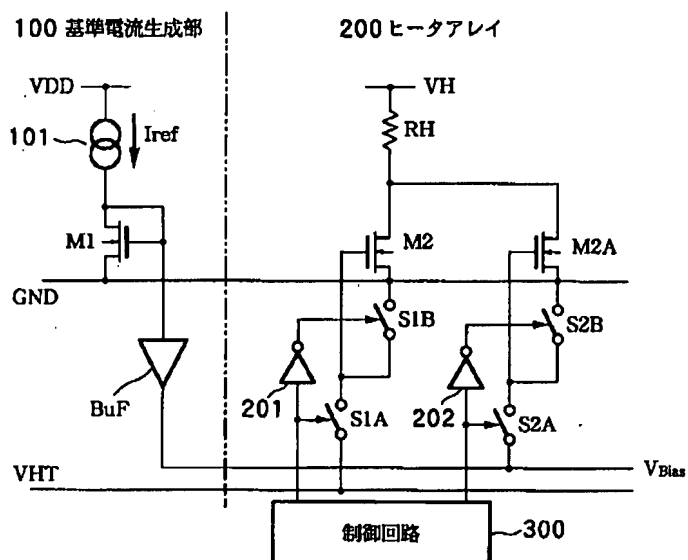 100 基準電流生成部
200 ヒータアレイ
VDD
VH
101
Iref
RH
M1
M2
M2A
GND
S1B
S2B
BuF
201
S1A
202
S2A
VHT
VBias
制御回路
300